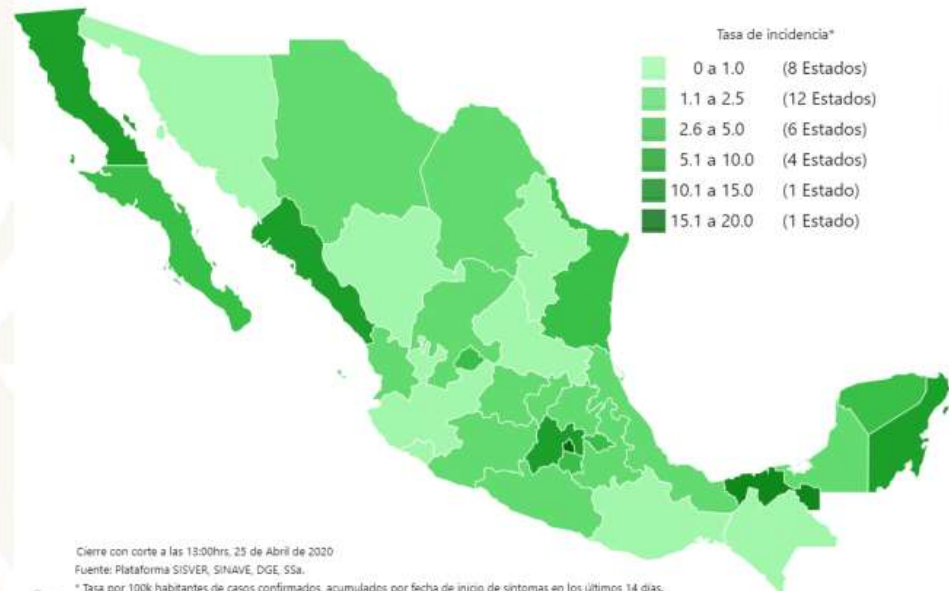 Tasa de incidencia*
0 a 1.0 (8 Estados)
1.1 a 2.5 (12 Estados)
2.6 a 5.0 (6 Estados)
5.1 a 10.0 (4 Estados)
10.1 a 15.0 (1 Estado)
15.1 a 20.0 (1 Estado)
Cierre con corte a las 13:00hrs, 25 de Abril de 2020
Fuente: Plataforma SISVER, SINAVE, DGE, SSa.
* Tasa por 100k habitantes de casos confirmados, acumulados por fecha de inicio de síntomas en los últimos 14 días.